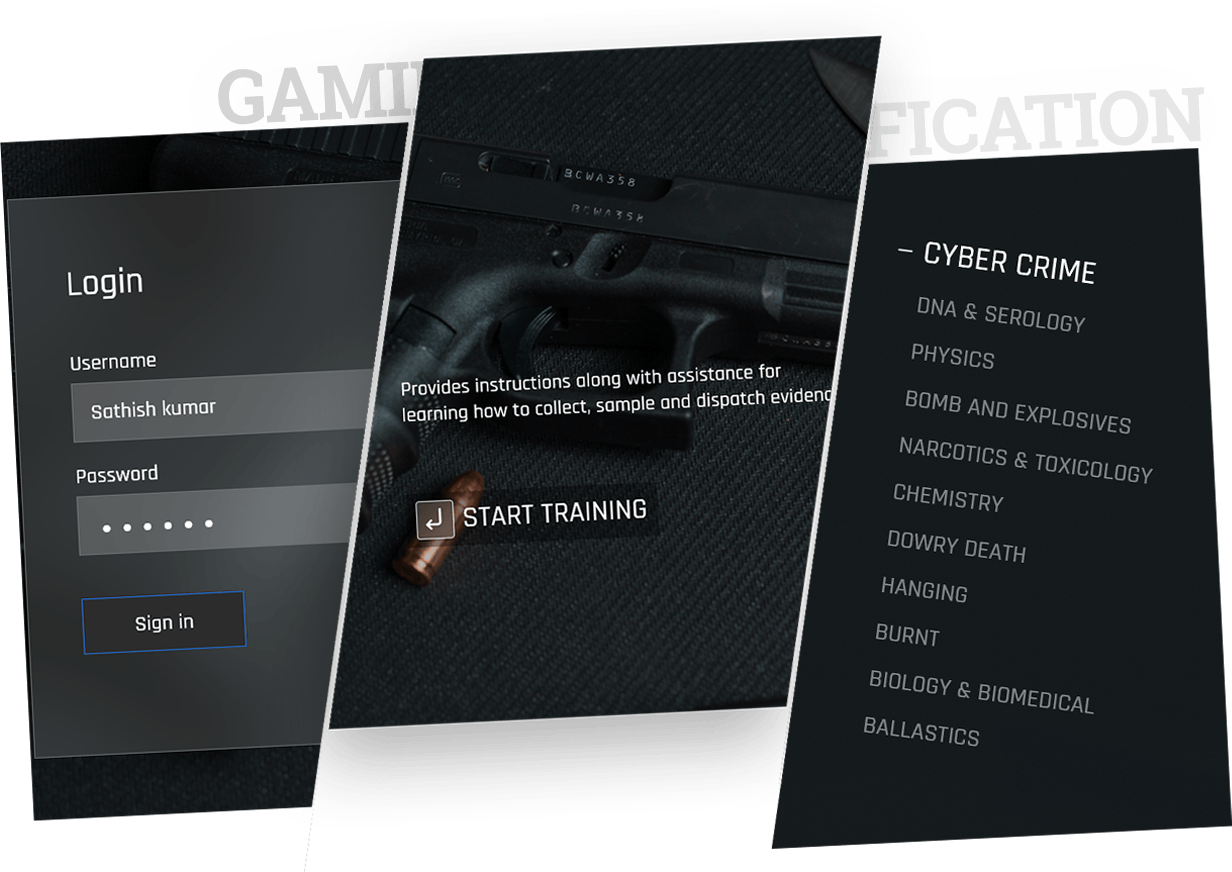 GAMI
FICATION
Login
Username
Sathish kumar
Password
Sign in
BCWA358
BCWA358
Provides instructions along with assistance for
learning how to collect, sample and dispatch evidenc
START TRAINING
– CYBER CRIME
DNA & SEROLOGY
PHYSICS
BOMB AND EXPLOSIVES
NARCOTICS & TOXICOLOGY
CHEMISTRY
DOWRY DEATH
HANGING
BURNT
BIOLOGY & BIOMEDICAL
BALLASTICS